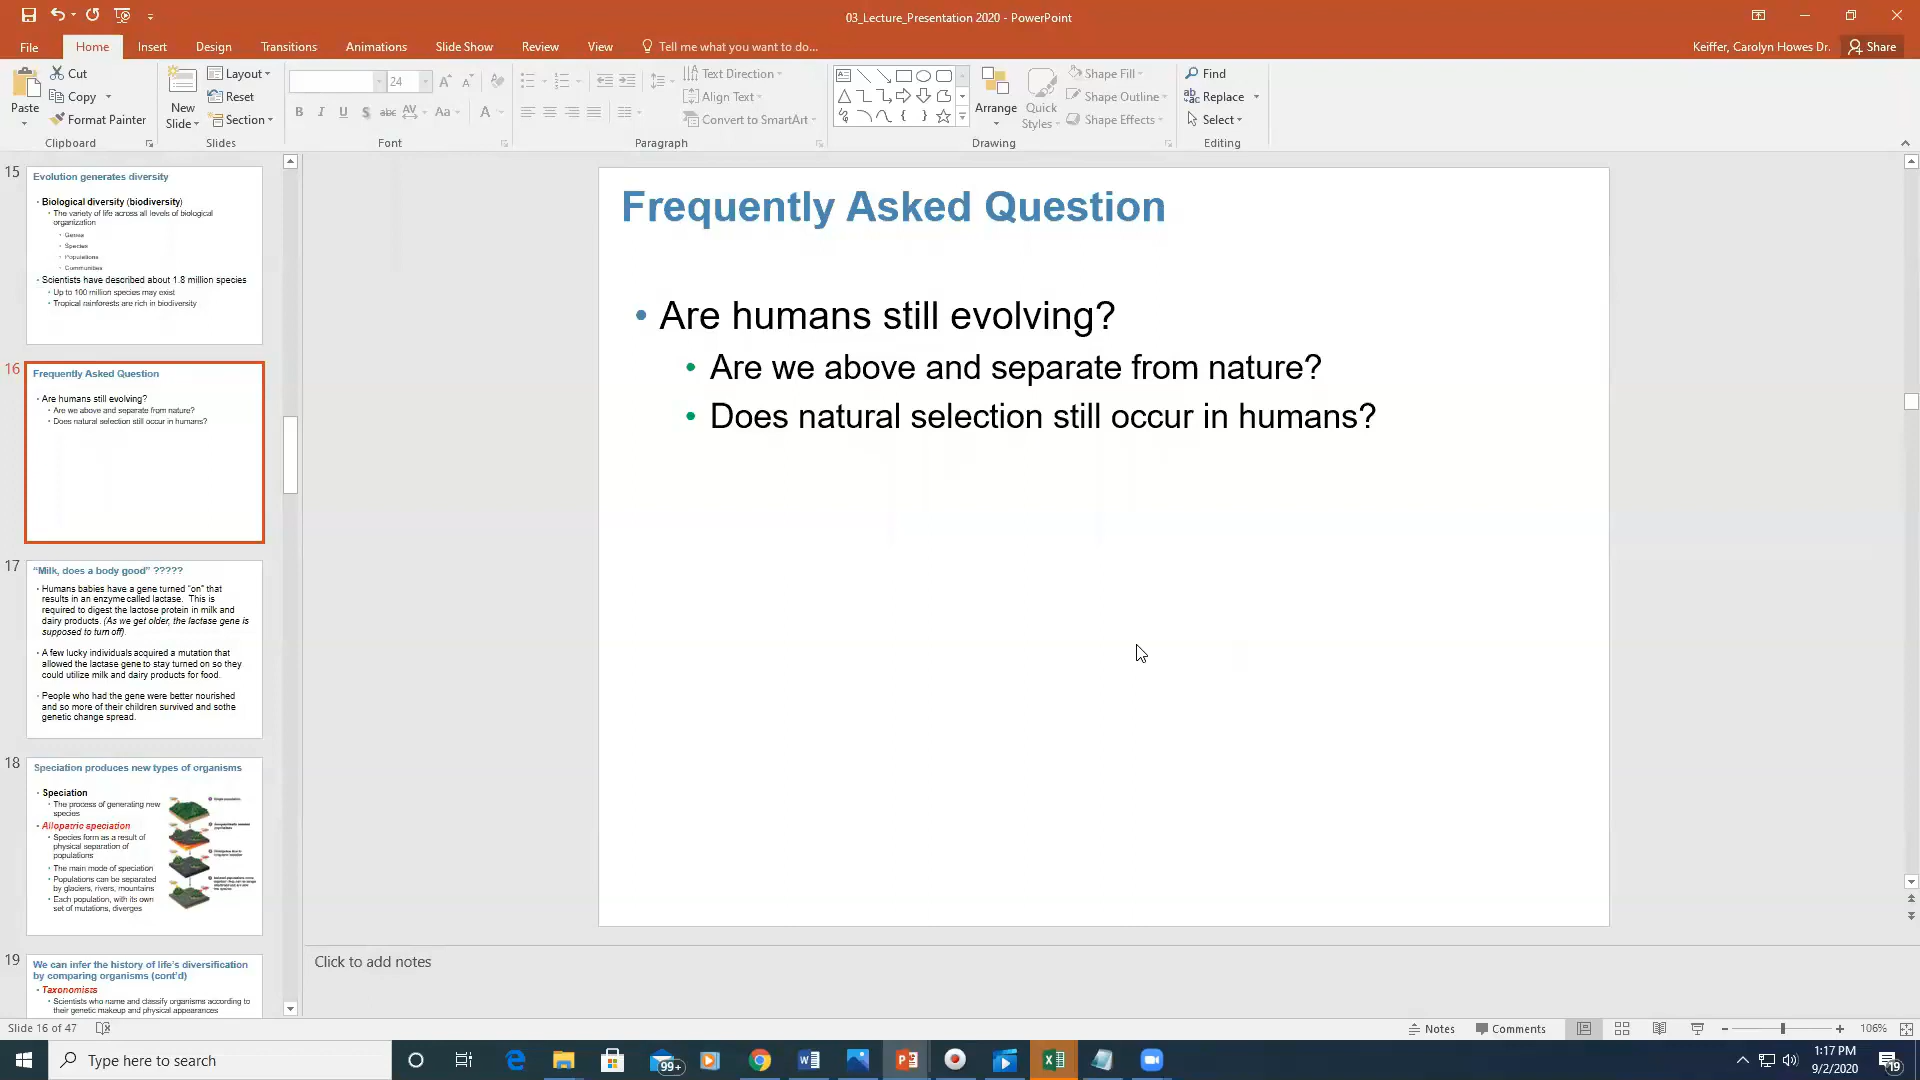 03_Lecture_Presentation 2020 - PowerPoint
File Home Insert Design Transitions Animations Slide Show Review View Tell me what you want to do...
Keiffer, Carolyn Howes Dr. Share
Paste
Cut
Copy
Format Painter
Clipboard
New
Slide
Layout
Reset
Section
Slides
24
B I U S abc AV Aa A
Font
Text Direction
Align Text
Convert to SmartArt
Paragraph
Arrange
Quick
Styles
Shape Fill
Shape Outline
Shape Effects
Drawing
Find
Replace
Select
Editing
15
Evolution generates diversity
• Biological diversity (biodiversity)
• The variety of life across all levels of biological
organization
• Genes
• Species
• Populations
• Communities
• Scientists have described about 1.8 million species
• Up to 100 million species may exist
• Tropical rainforests are rich in biodiversity
16
Frequently Asked Question
• Are humans still evolving?
• Are we above and separate from nature?
• Does natural selection still occur in humans?
17
“Milk, does a body good” ?????
• Humans babies have a gene turned “on” that
results in an enzyme called lactase. This is
required to digest the lactose protein in milk and
dairy products. (As we get older, the lactase gene is
supposed to turn off).
• A few lucky individuals acquired a mutation that
allowed the lactase gene to stay turned on so they
could utilize milk and dairy products for food.
• People who had the gene were better nourished
and so more of their children survived and sothe
genetic change spread.
18
Speciation produces new types of organisms
• Speciation
• The process of generating new
species
• Allopatric speciation
• Species form as a result of
physical separation of
populations
• The main mode of speciation
• Populations can be separated
by glaciers, rivers, mountains
• Each population, with its own
set of mutations, diverges
19
We can infer the history of life’s diversification
by comparing organisms (cont’d)
• Taxonomists
• Scientists who name and classify organisms according to
their genetic makeup and physical appearances
Frequently Asked Question
• Are humans still evolving?
• Are we above and separate from nature?
• Does natural selection still occur in humans?
Click to add notes
Slide 16 of 47
Notes Comments 106%
Type here to search
99+
1:17 PM
9/2/2020
19